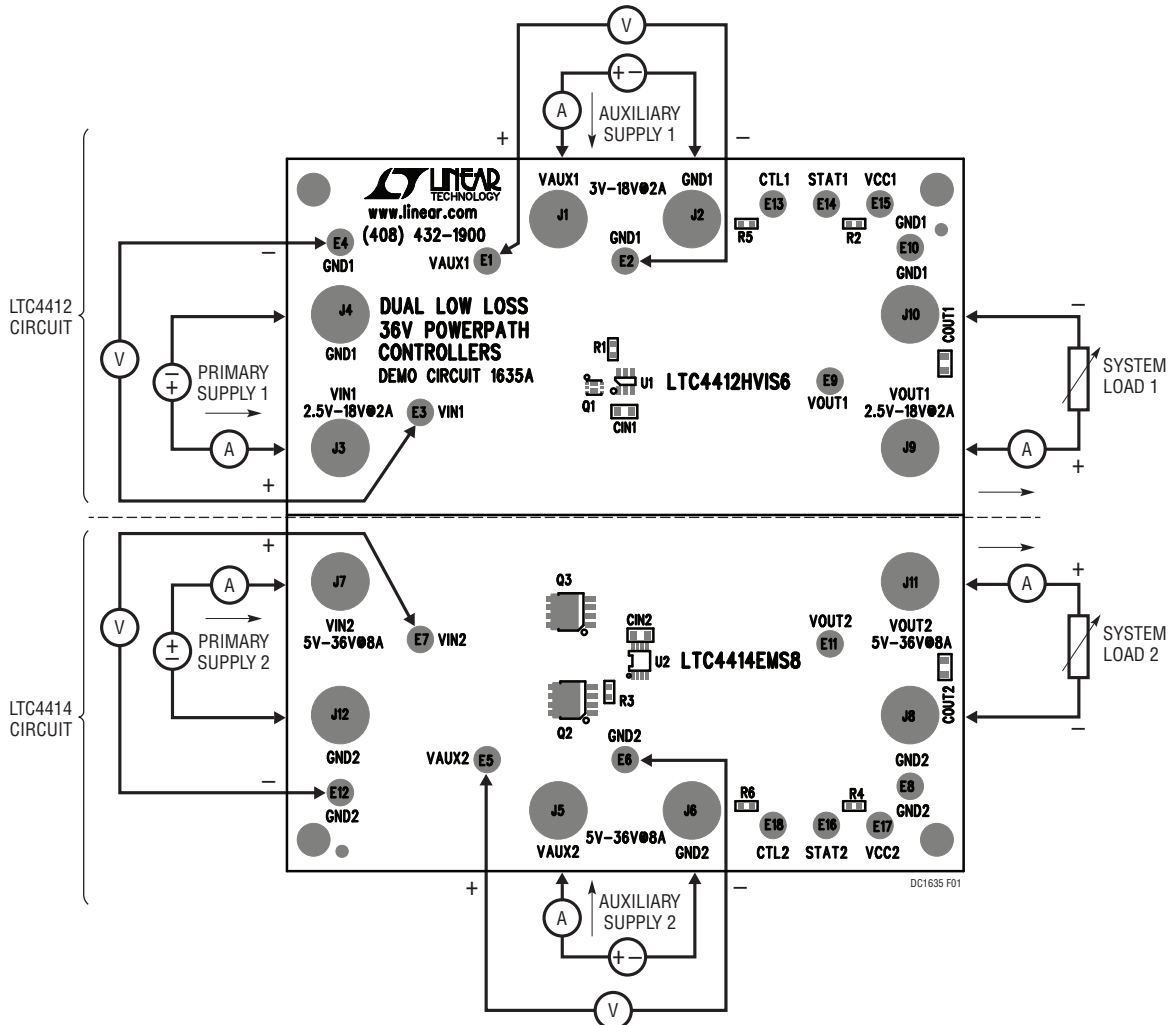 V
+ −
A
AUXILIARY
SUPPLY 1
+
−
LINEAR
TECHNOLOGY
www.linear.com
(408) 432-1900
VAUX1
3V-18V@2A
GND1
J1
J2
CTL1
STAT1
VCC1
E13
E14
E15
R5
R2
GND1
E10
GND1
E4
GND1
−
VAUX1
E1
GND1
E2
LTC4412
CIRCUIT
J4
GND1
DUAL LOW LOSS
36V POWERPATH
CONTROLLERS
DEMO CIRCUIT 1635A
J10
COUT1
−
V
− +
PRIMARY
SUPPLY 1
R1
U1
LTC4412HVIS6
Q1
CIN1
E9
VOUT1
SYSTEM
LOAD 1
VIN1
2.5V-18V@2A
E3
VIN1
VOUT1
2.5V-18V@2A
A
J3
J9
A
+
+
+
A
J7
VIN2
5V-36V@8A
V
+ −
PRIMARY
SUPPLY 2
E7
VIN2
Q3
CIN2
U2
LTC4414EMS8
VOUT2
E11
J11
VOUT2
5V-36V@8A
A
+
SYSTEM
LOAD 2
LTC4414
CIRCUIT
J12
GND2
Q2
R3
COUT2
J8
GND2
−
−
E12
GND2
VAUX2
E5
GND2
E6
E8
GND2
J5
5V-36V@8A
J6
VAUX2
GND2
R6
R4
E18
E16
E17
CTL2
STAT2
VCC2
DC1635 F01
+
−
A
AUXILIARY
SUPPLY 2
+ −
V